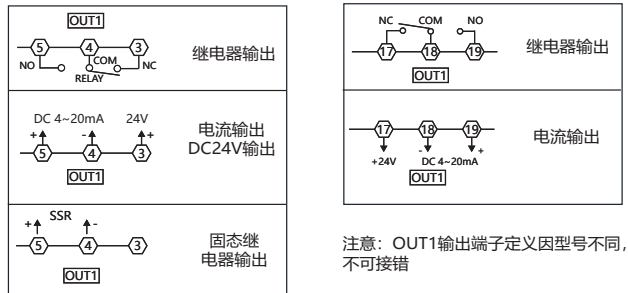 OUT1
5 4 3
NO COM NC
RELAY
继电器输出
DC 4~20mA 24V
+ - +
5 4 3
OUT1
电流输出
DC24V输出
SSR
+ -
5 4 3
OUT1
固态继
电器输出
NC COM NO
17 18 19
OUT1
继电器输出
17 18 19
- +
+24V DC 4~20mA
OUT1
电流输出
注意：OUT1输出端子定义因型号不同，
不可接错